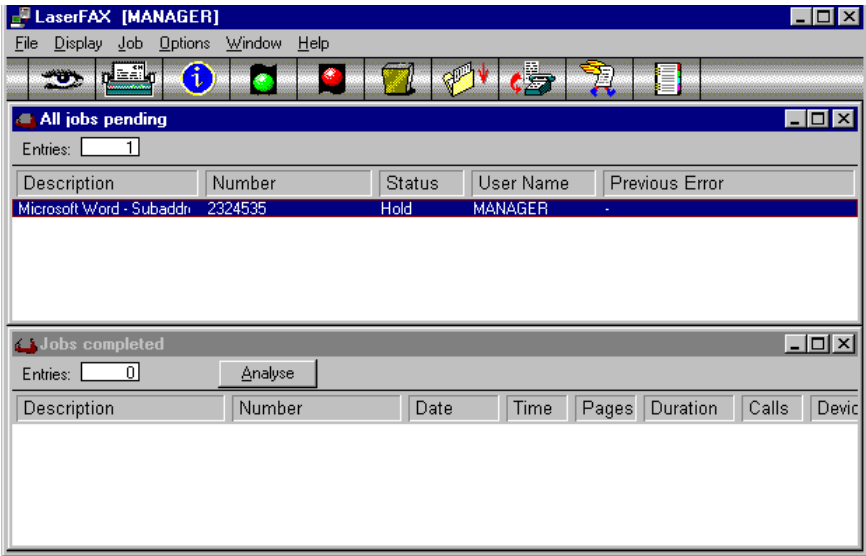 LaserFAX [MANAGER]
File Display Job Options Window Help
All jobs pending
Entries: 1
Description Number Status User Name Previous Error
Microsoft Word - Subaddr 2324535 Hold MANAGER -
Jobs completed
Entries: 0 Analyse
Description Number Date Time Pages Duration Calls Devic